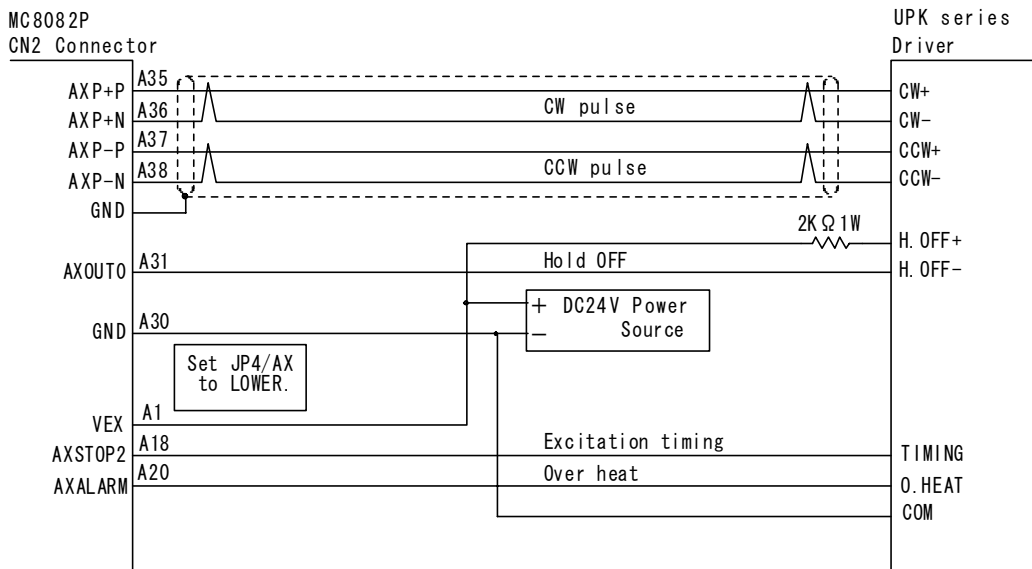 MC8082P
CN2 Connector
UPK series
Driver
AXP+P A35 CW+
AXP+N A36 CW pulse CW-
AXP-P A37 CCW+
AXP-N A38 CCW pulse CCW-
GND
2KΩ1W
H.OFF+
AXOUT0 A31 Hold OFF H.OFF-
+ DC24V Power
GND A30 - Source
Set JP4/AX
to LOWER.
VEX A1
AXSTOP2 A18 Excitation timing TIMING
AXALARM A20 Over heat O.HEAT
COM